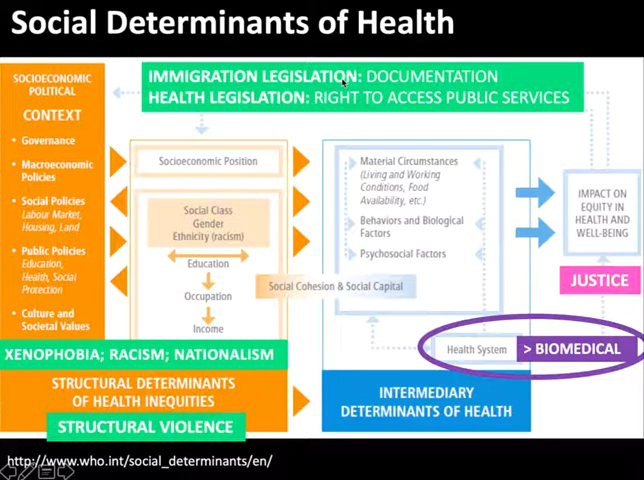 Social Determinants of Health
IMMIGRATION LEGISLATION: DOCUMENTATION
HEALTH LEGISLATION: RIGHT TO ACCESS PUBLIC SERVICES
SOCIOECONOMIC
POLITICAL
CONTEXT
• Governance
• Macroeconomic
Policies
• Social Policies
Labour Market,
Housing, Land
• Public Policies
Education,
Health, Social
Protection
• Culture and
Societal Values
Socioeconomic Position
Social Class
Gender
Ethnicity (racism)
Education
Occupation
Income
Social Cohesion & Social Capital
Material Circumstances
(Living and Working
Conditions, Food
Availability, etc.)
Behaviors and Biological
Factors
Psychosocial Factors
Health System
> BIOMEDICAL
IMPACT ON
EQUITY IN
HEALTH AND
WELL-BEING
JUSTICE
XENOPHOBIA; RACISM; NATIONALISM
STRUCTURAL DETERMINANTS
OF HEALTH INEQUITIES
STRUCTURAL VIOLENCE
INTERMEDIARY
DETERMINANTS OF HEALTH
http://www.who.int/social_determinants/en/